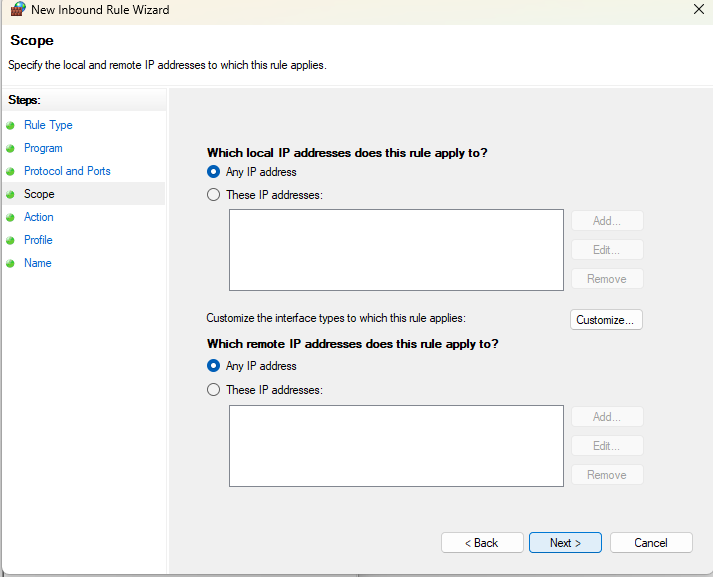 New Inbound Rule Wizard
Scope
Specify the local and remote IP addresses to which this rule applies.
Steps:
Rule Type
Program
Protocol and Ports
Scope
Action
Profile
Name
Which local IP addresses does this rule apply to?
Any IP address
These IP addresses:
Add...
Edit...
Remove
Customize the interface types to which this rule applies:
Customize...
Which remote IP addresses does this rule apply to?
Any IP address
These IP addresses:
Add...
Edit...
Remove
< Back
Next >
Cancel